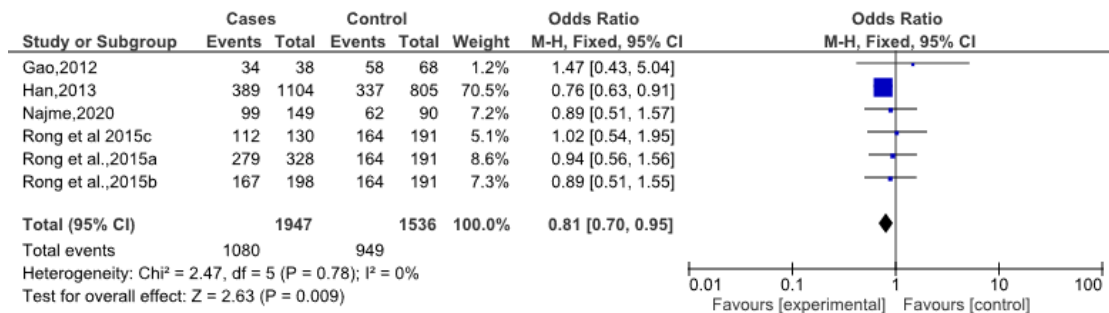 Cases Control Odds Ratio Odds Ratio
Study or Subgroup Events Total Events Total Weight M-H, Fixed, 95% CI M-H, Fixed, 95% CI
Gao,2012 34 38 58 68 1.2% 1.47 [0.43, 5.04]
Han,2013 389 1104 337 805 70.5% 0.76 [0.63, 0.91]
Najme,2020 99 149 62 90 7.2% 0.89 [0.51, 1.57]
Rong et al 2015c 112 130 164 191 5.1% 1.02 [0.54, 1.95]
Rong et al.,2015a 279 328 164 191 8.6% 0.94 [0.56, 1.56]
Rong et al.,2015b 167 198 164 191 7.3% 0.89 [0.51, 1.55]
Total (95% CI) 1947 1536 100.0% 0.81 [0.70, 0.95]
Total events 1080 949
Heterogeneity: Chi² = 2.47, df = 5 (P = 0.78); I² = 0%
Test for overall effect: Z = 2.63 (P = 0.009)
0.01 0.1 1 10 100
Favours [experimental] Favours [control]